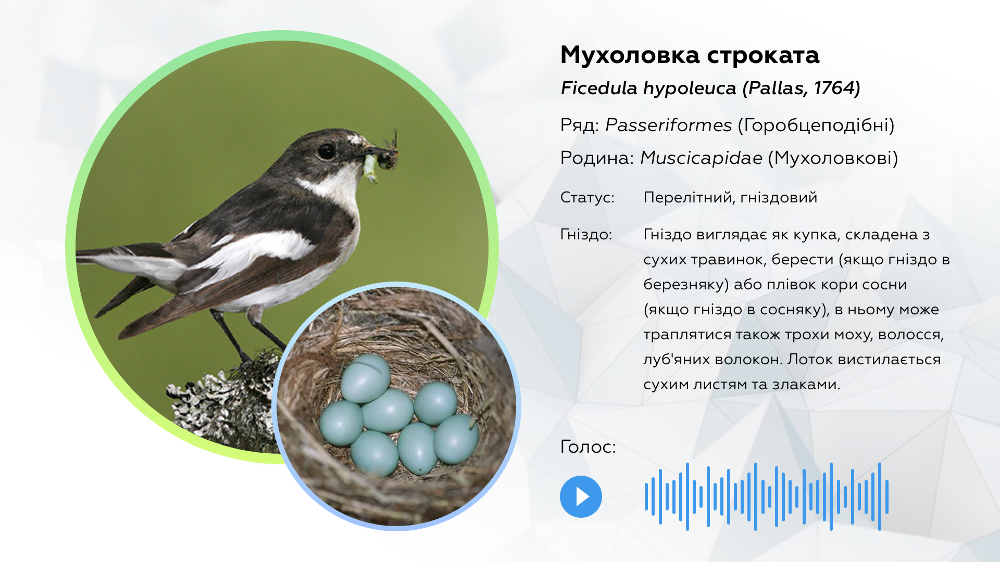 Мухоловка строката
Ficedula hypoleuca (Pallas, 1764)
Ряд: Passeriformes (Горобцеподібні)
Родина: Muscicapidae (Мухоловкові)
Статус: Перелітний, гніздовий
Гніздо: Гніздо виглядає як купка, складена з
сухих травинок, берести (якщо гніздо в
березняку) або плівок кори сосни
(якщо гніздо в сосняку), в ньому може
траплятися також трохи моху, волосся,
луб'яних волокон. Лоток вистилається
сухим листям та злаками.
Голос: